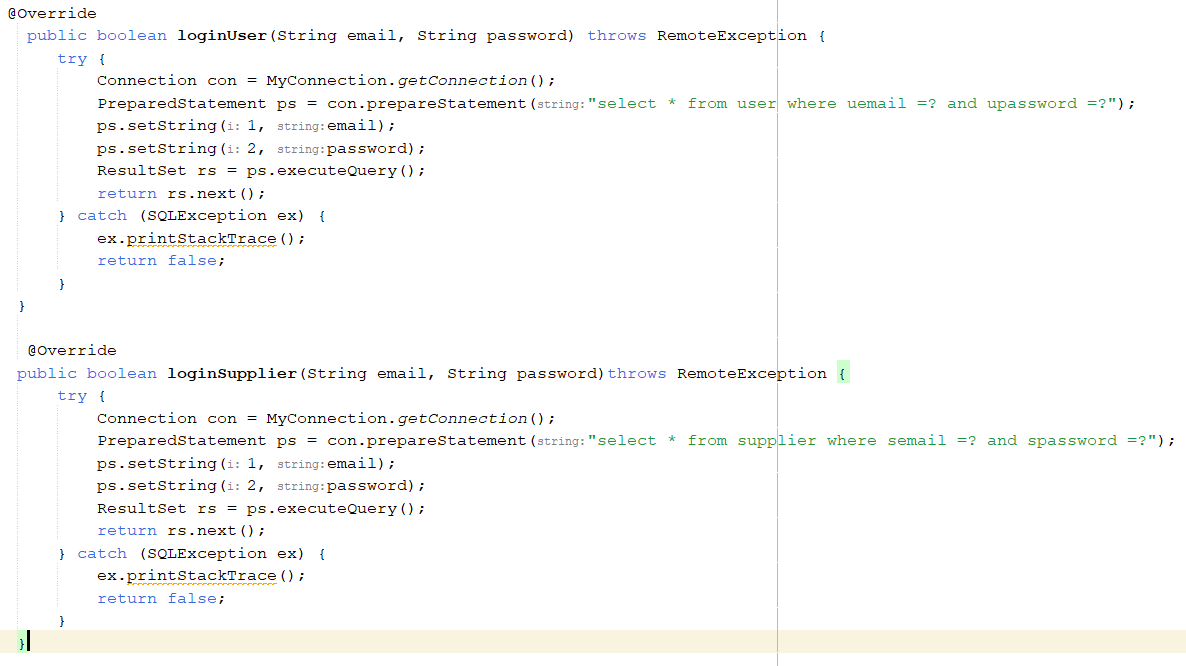 @Override
public boolean loginUser(String email, String password) throws RemoteException {
try {
Connection con = MyConnection.getConnection();
PreparedStatement ps = con.prepareStatement(string:"select * from user where uemail =? and upassword =?");
ps.setString(i: 1, string:email);
ps.setString(i: 2, string:password);
ResultSet rs = ps.executeQuery();
return rs.next();
} catch (SQLException ex) {
ex.printStackTrace();
return false;
}
}
@Override
public boolean loginSupplier(String email, String password)throws RemoteException {
try {
Connection con = MyConnection.getConnection();
PreparedStatement ps = con.prepareStatement(string:"select * from supplier where semail =? and spassword =?");
ps.setString(i: 1, string:email);
ps.setString(i: 2, string:password);
ResultSet rs = ps.executeQuery();
return rs.next();
} catch (SQLException ex) {
ex.printStackTrace();
return false;
}
}